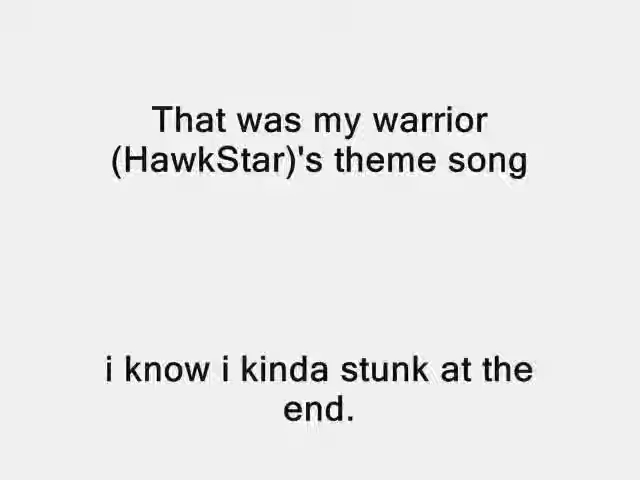 That was my warrior
(HawkStar)'s theme song
i know i kinda stunk at the
end.